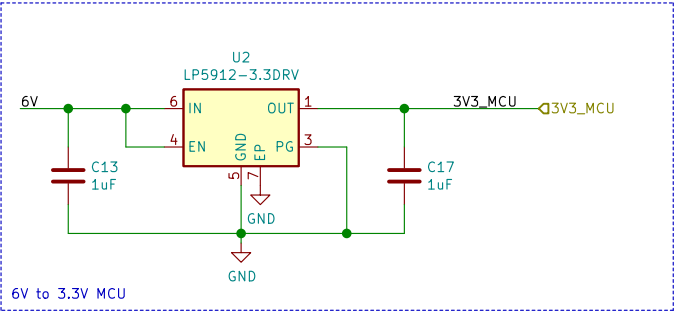 U2
LP5912-3.3DRV
6V
6
IN
OUT
1
3V3_MCU
3V3_MCU
4
EN
GND
EP
PG
3
C13
1uF
5
7
C17
1uF
GND
GND
6V to 3.3V MCU